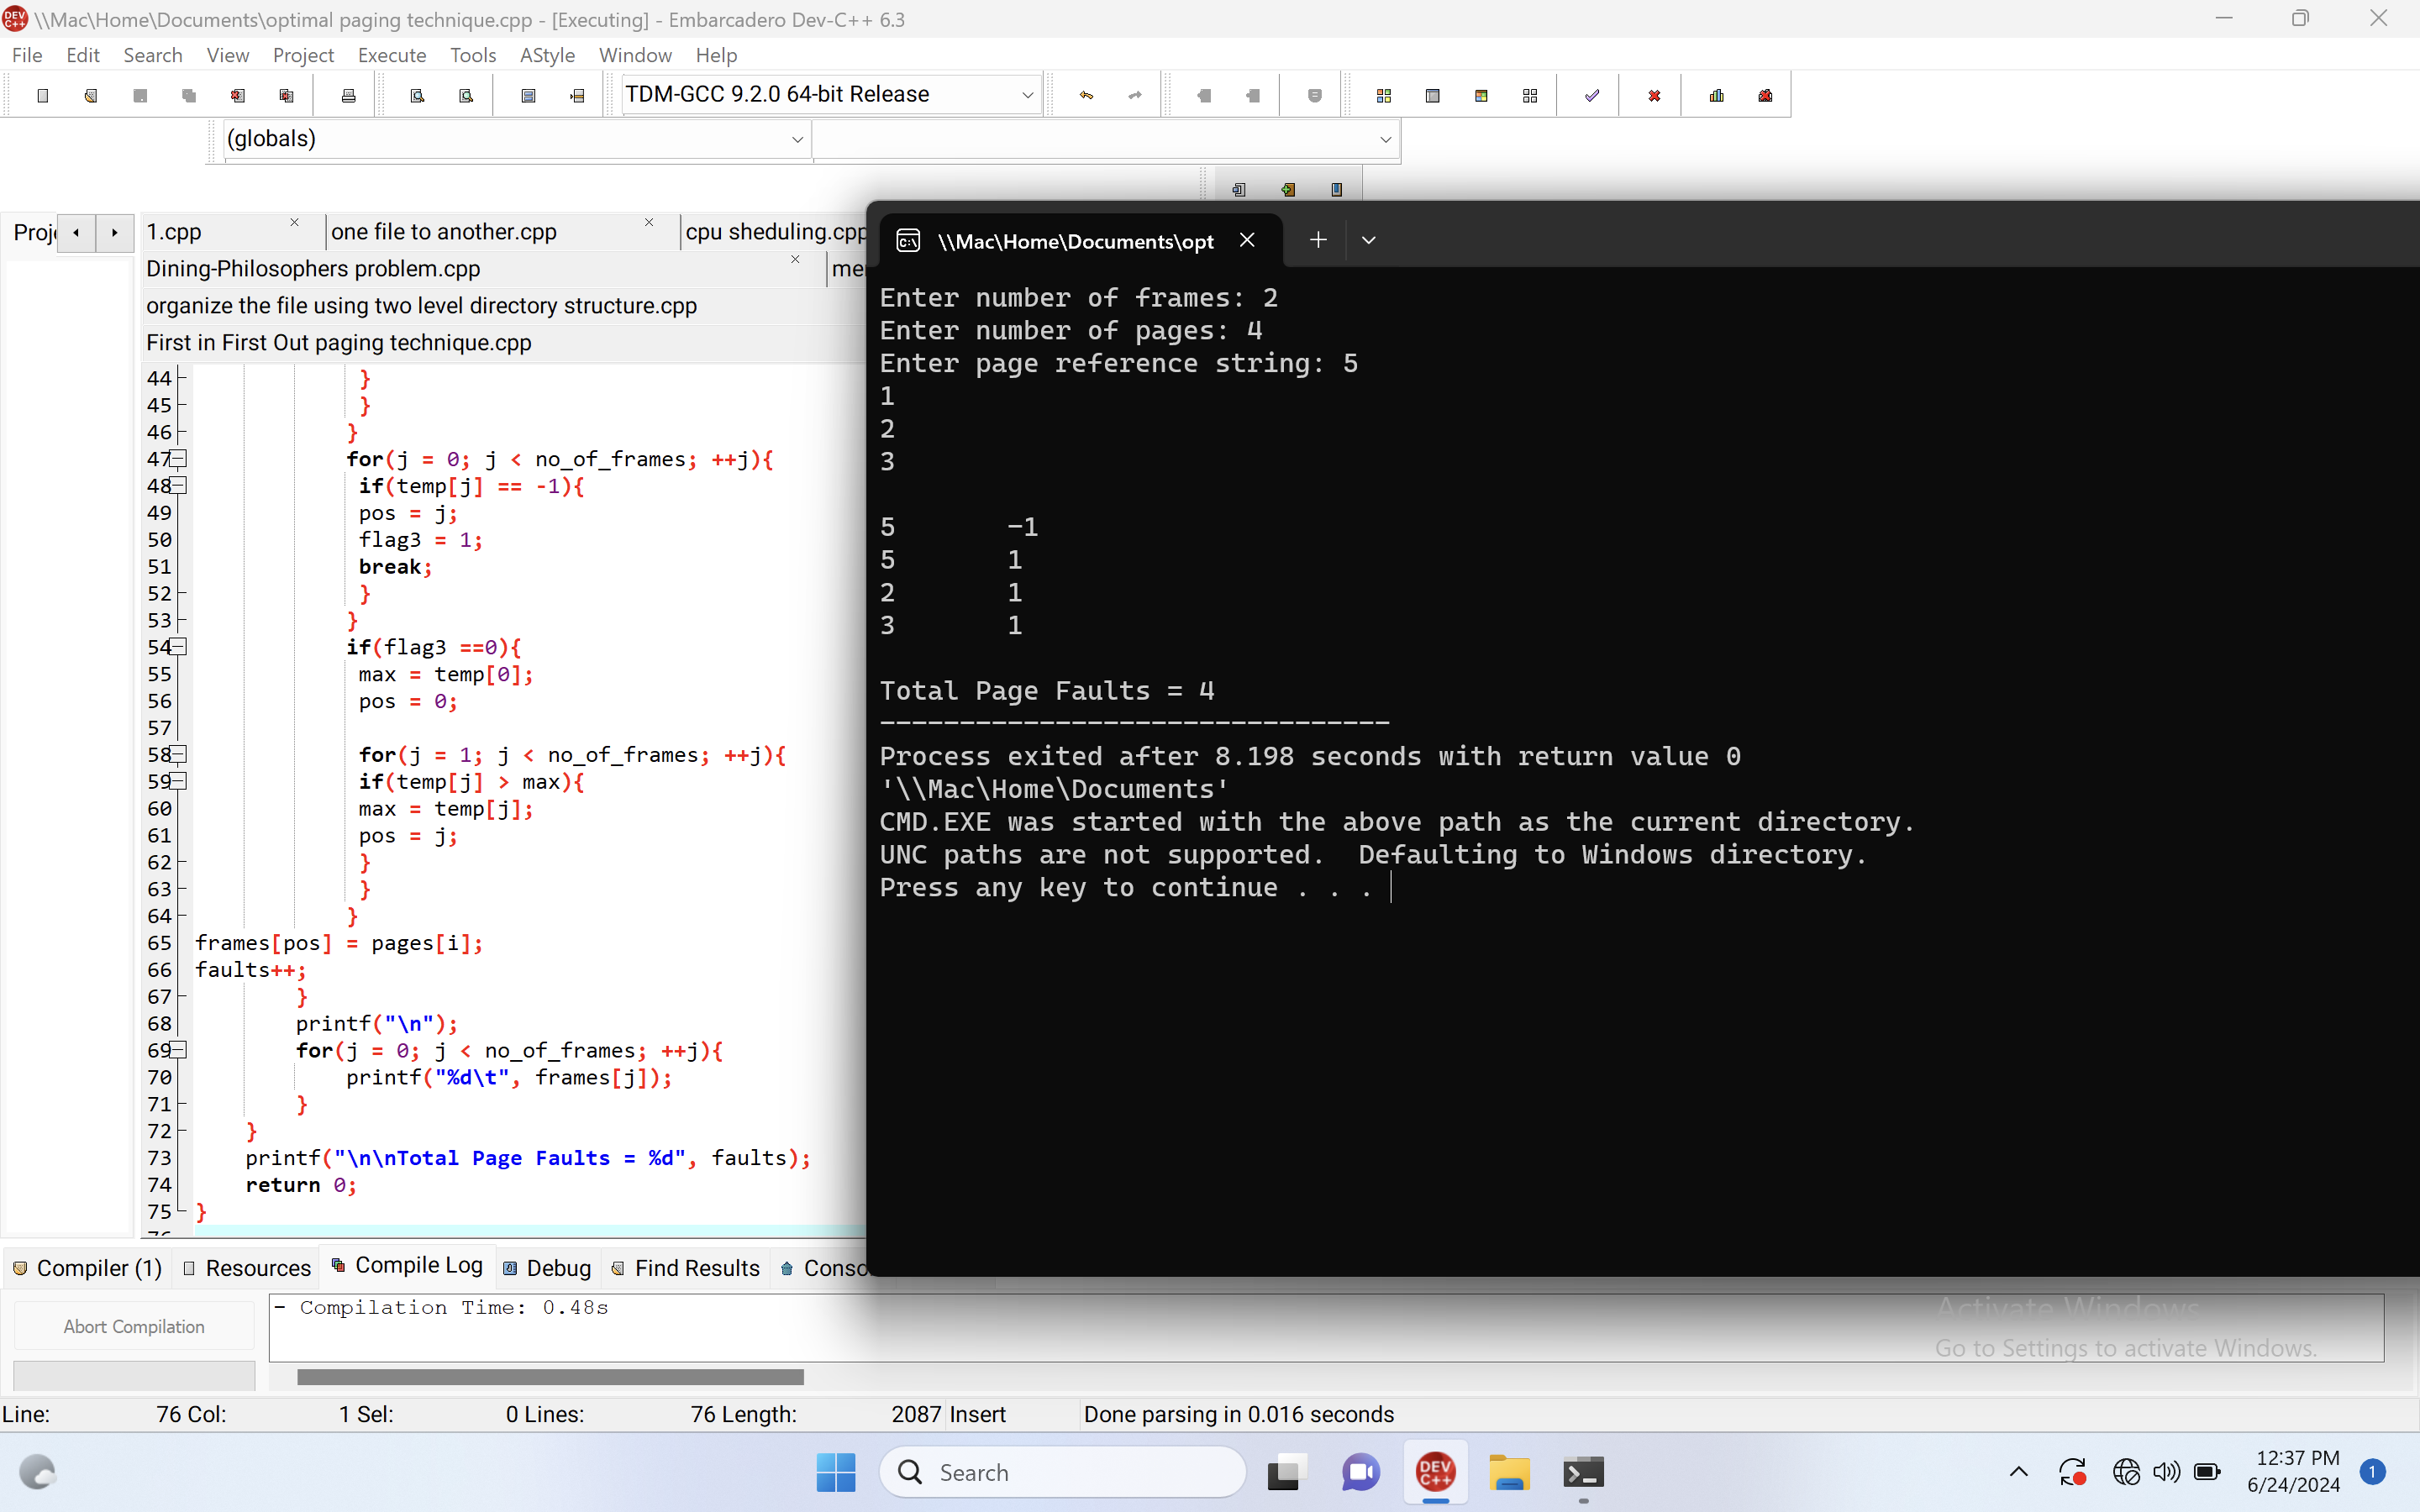 \\Mac\Home\Documents\optimal paging technique.cpp - [Executing] - Embarcadero Dev-C++ 6.3
File Edit Search View Project Execute Tools AStyle Window Help
TDM-GCC 9.2.0 64-bit Release
(globals)
1.cpp one file to another.cpp cpu sheduling.cpp
Dining-Philosophers problem.cpp
organize the file using two level directory structure.cpp
First in First Out paging technique.cpp
44 }
45 }
46 }
47 for(j = 0; j < no_of_frames; ++j){
48 if(temp[j] == -1){
49 pos = j;
50 flag3 = 1;
51 break;
52 }
53 }
54 if(flag3 ==0){
55 max = temp[0];
56 pos = 0;
57
58 for(j = 1; j < no_of_frames; ++j){
59 if(temp[j] > max){
60 max = temp[j];
61 pos = j;
62 }
63 }
64 }
65 frames[pos] = pages[i];
66 faults++;
67 }
68 printf("\n");
69 for(j = 0; j < no_of_frames; ++j){
70 printf("%d\t", frames[j]);
71 }
72 }
73 printf("\n\nTotal Page Faults = %d", faults);
74 return 0;
75 }
\\Mac\Home\Documents\opt
Enter number of frames: 2
Enter number of pages: 4
Enter page reference string: 5
1
2
3
5 -1
5 1
2 1
3 1
Total Page Faults = 4
--------------------------------
Process exited after 8.198 seconds with return value 0
'\\Mac\Home\Documents'
CMD.EXE was started with the above path as the current directory.
UNC paths are not supported.  Defaulting to Windows directory.
Press any key to continue . . .
Compiler (1) Resources Compile Log Debug Find Results
Abort Compilation
- Compilation Time: 0.48s
Activate Windows
Go to Settings to activate Windows.
Line: 76 Col: 1 Sel: 0 Lines: 76 Length: 2087 Insert Done parsing in 0.016 seconds
DEV C++
Search
12:37 PM
6/24/2024
1